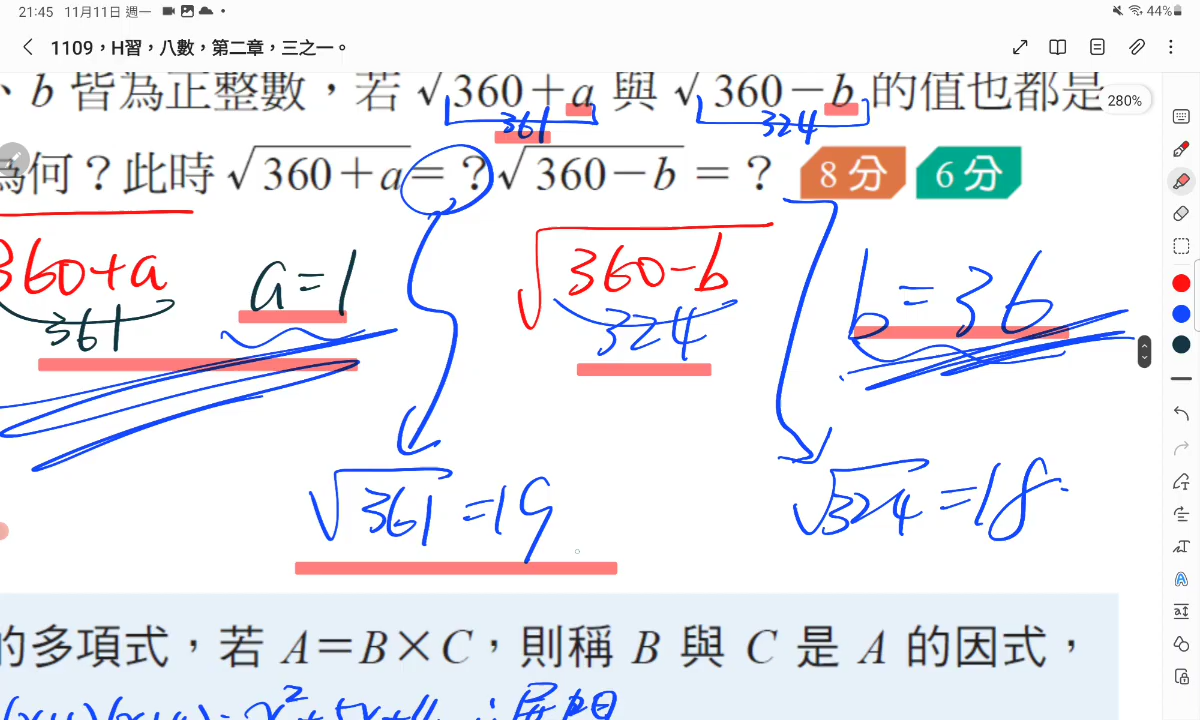 21:45 11月11日 週一 44%
1109，H習，八數，第二章，三之一。
、b 皆為正整數，若 √360+a 與 √360−b 的值也都是
280%
361 324
為何？此時 √360+a = ？√360−b = ？ 8 分 6 分
360+a a=1 √360-b b=36
361 324
√361=19 √324=18
的多項式，若 A=B×C，則稱 B 與 C 是 A 的因式，